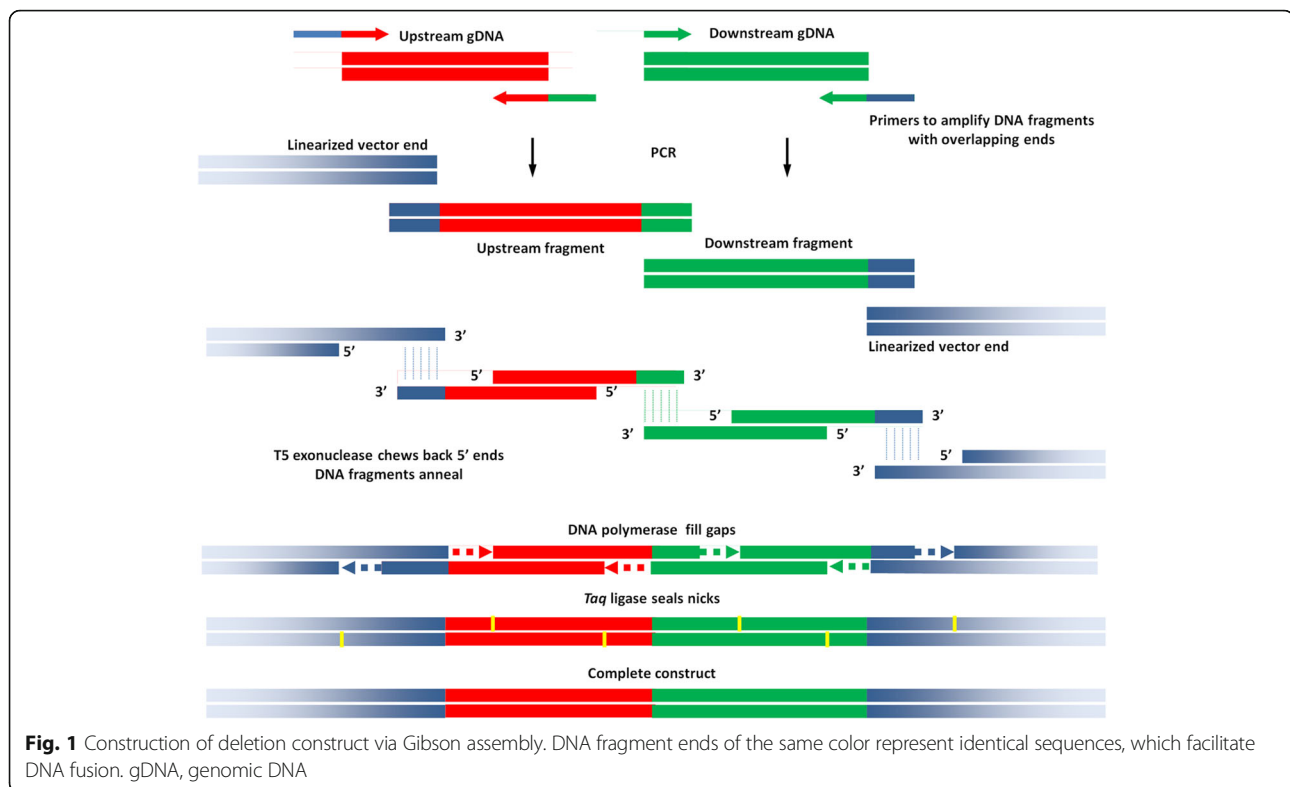 Upstream gDNA
Downstream gDNA
Primers to amplify DNA fragments
with overlapping ends
Linearized vector end
PCR
Upstream fragment
Downstream fragment
Linearized vector end
3’
5’
5’
3’
3’
5’
5’
3’
3’
5’
5’
3’
T5 exonuclease chews back 5’ ends
DNA fragments anneal
DNA polymerase fill gaps
Taq ligase seals nicks
Complete construct
Fig. 1 Construction of deletion construct via Gibson assembly. DNA fragment ends of the same color represent identical sequences, which facilitate
DNA fusion. gDNA, genomic DNA